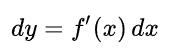 dy = f′(x) dx